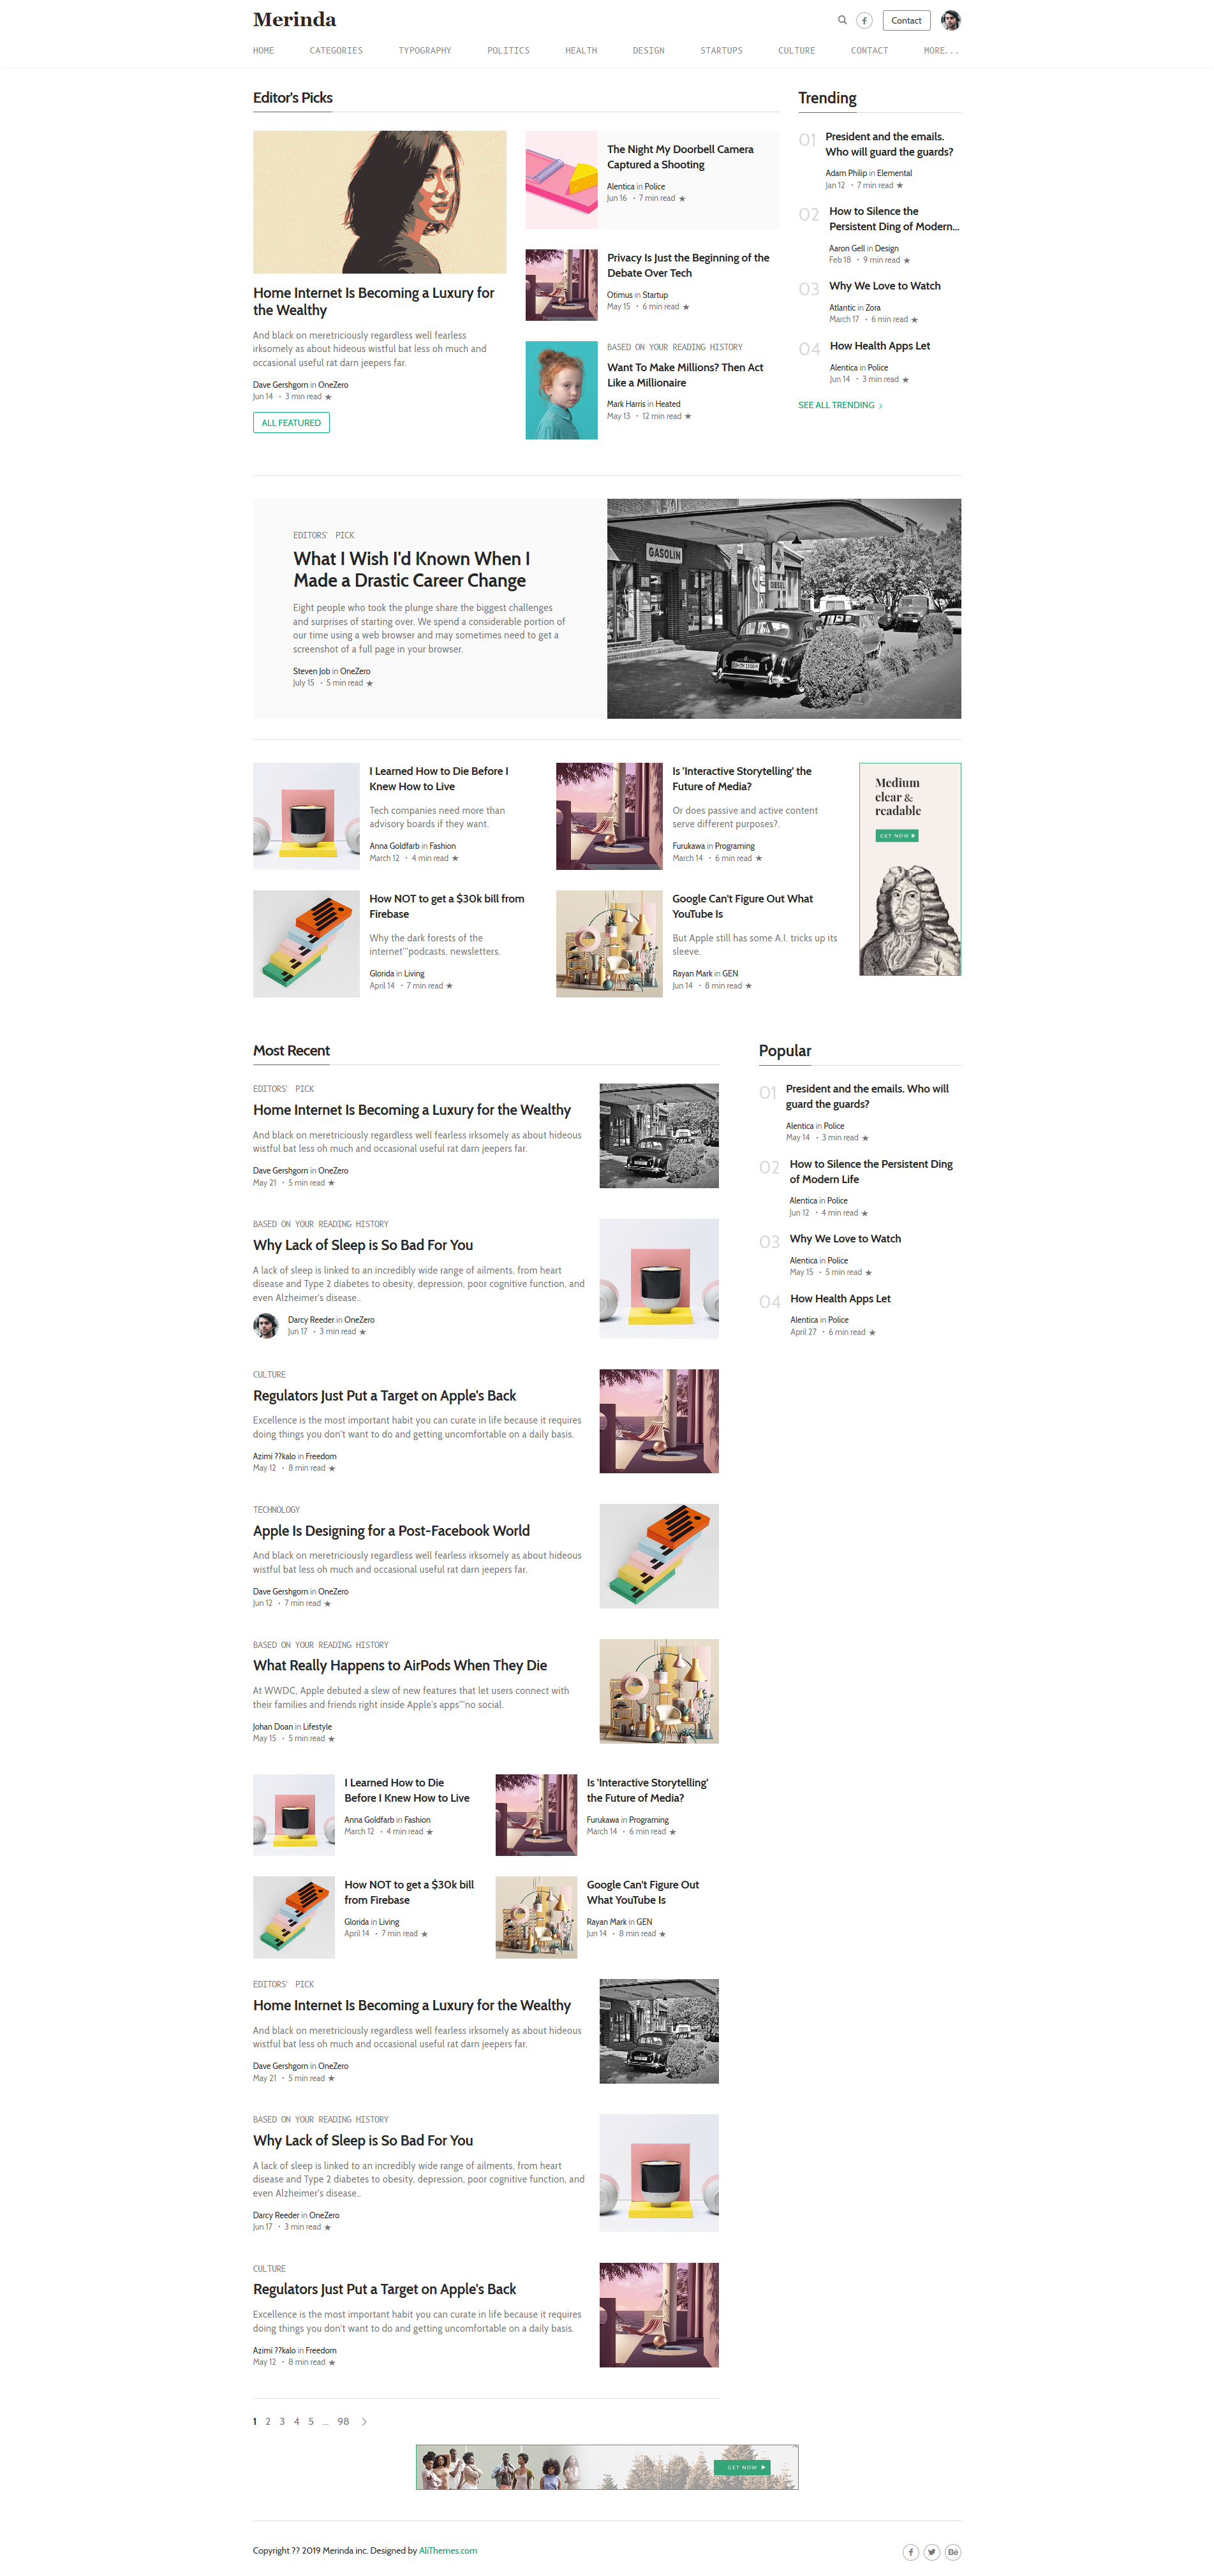 Merinda
Contact
HOME
CATEGORIES
TYPOGRAPHY
POLITICS
HEALTH
DESIGN
STARTUPS
CULTURE
CONTACT
MORE...
Editor's Picks
Home Internet Is Becoming a Luxury for
the Wealthy
And black on meretriciously regardless well fearless
irksomely as about hideous wistful bat less oh much and
occasional useful rat darn jeepers far.
Dave Gershgorn in OneZero
Jun 14 · 3 min read ★
ALL FEATURED
The Night My Doorbell Camera
Captured a Shooting
Alentica in Police
Jun 16 · 7 min read ★
Privacy Is Just the Beginning of the
Debate Over Tech
Otimus in Startup
May 15 · 6 min read ★
BASED ON YOUR READING HISTORY
Want To Make Millions? Then Act
Like a Millionaire
Mark Harris in Heated
May 13 · 12 min read ★
Trending
01
President and the emails.
Who will guard the guards?
Adam Philip in Elemental
Jan 12 · 7 min read ★
02
How to Silence the
Persistent Ding of Modern...
Aaron Gell in Design
Feb 18 · 9 min read ★
03
Why We Love to Watch
Atlantic in Zora
March 17 · 6 min read ★
04
How Health Apps Let
Alentica in Police
Jun 14 · 3 min read ★
SEE ALL TRENDING
EDITORS' PICK
What I Wish I'd Known When I
Made a Drastic Career Change
Eight people who took the plunge share the biggest challenges
and surprises of starting over. We spend a considerable portion of
our time using a web browser and may sometimes need to get a
screenshot of a full page in your browser.
Steven Job in OneZero
July 15 · 5 min read ★
GASOLIN
DIESEL
I Learned How to Die Before I
Knew How to Live
Tech companies need more than
advisory boards if they want.
Anna Goldfarb in Fashion
March 12 · 4 min read ★
Is 'Interactive Storytelling' the
Future of Media?
Or does passive and active content
serve different purposes?.
Furukawa in Programing
March 14 · 6 min read ★
How NOT to get a $30k bill from
Firebase
Why the dark forests of the
internet'''podcasts, newsletters.
Glorida in Living
April 14 · 7 min read ★
Google Can't Figure Out What
YouTube Is
But Apple still has some A.I. tricks up its
sleeve.
Rayan Mark in GEN
Jun 14 · 8 min read ★
Medium
clear &
readable
GET NOW
Most Recent
EDITORS' PICK
Home Internet Is Becoming a Luxury for the Wealthy
And black on meretriciously regardless well fearless irksomely as about hideous
wistful bat less oh much and occasional useful rat darn jeepers far.
Dave Gershgorn in OneZero
May 21 · 5 min read ★
BASED ON YOUR READING HISTORY
Why Lack of Sleep is So Bad For You
A lack of sleep is linked to an incredibly wide range of ailments, from heart
disease and Type 2 diabetes to obesity, depression, poor cognitive function, and
even Alzheimer's disease..
Darcy Reeder in OneZero
Jun 17 · 3 min read ★
CULTURE
Regulators Just Put a Target on Apple's Back
Excellence is the most important habit you can curate in life because it requires
doing things you don't want to do and getting uncomfortable on a daily basis.
Azimi ??kalo in Freedom
May 12 · 8 min read ★
TECHNOLOGY
Apple Is Designing for a Post-Facebook World
And black on meretriciously regardless well fearless irksomely as about hideous
wistful bat less oh much and occasional useful rat darn jeepers far.
Dave Gershgorn in OneZero
Jun 12 · 7 min read ★
BASED ON YOUR READING HISTORY
What Really Happens to AirPods When They Die
At WWDC, Apple debuted a slew of new features that let users connect with
their families and friends right inside Apple's apps'''no social.
Johan Doan in Lifestyle
May 15 · 5 min read ★
Popular
01
President and the emails. Who will
guard the guards?
Alentica in Police
May 14 · 3 min read ★
02
How to Silence the Persistent Ding
of Modern Life
Alentica in Police
Jun 12 · 4 min read ★
03
Why We Love to Watch
Alentica in Police
May 15 · 5 min read ★
04
How Health Apps Let
Alentica in Police
April 27 · 6 min read ★
I Learned How to Die
Before I Knew How to Live
Anna Goldfarb in Fashion
March 12 · 4 min read ★
Is 'Interactive Storytelling'
the Future of Media?
Furukawa in Programing
March 14 · 6 min read ★
How NOT to get a $30k bill
from Firebase
Glorida in Living
April 14 · 7 min read ★
Google Can't Figure Out
What YouTube Is
Rayan Mark in GEN
Jun 14 · 8 min read ★
EDITORS' PICK
Home Internet Is Becoming a Luxury for the Wealthy
And black on meretriciously regardless well fearless irksomely as about hideous
wistful bat less oh much and occasional useful rat darn jeepers far.
Dave Gershgorn in OneZero
May 21 · 5 min read ★
BASED ON YOUR READING HISTORY
Why Lack of Sleep is So Bad For You
A lack of sleep is linked to an incredibly wide range of ailments, from heart
disease and Type 2 diabetes to obesity, depression, poor cognitive function, and
even Alzheimer's disease..
Darcy Reeder in OneZero
Jun 17 · 3 min read ★
CULTURE
Regulators Just Put a Target on Apple's Back
Excellence is the most important habit you can curate in life because it requires
doing things you don't want to do and getting uncomfortable on a daily basis.
Azimi ??kalo in Freedom
May 12 · 8 min read ★
1 2 3 4 5 ... 98
GET NOW
Copyright ?? 2019 Merinda inc. Designed by AliThemes.com
Bē